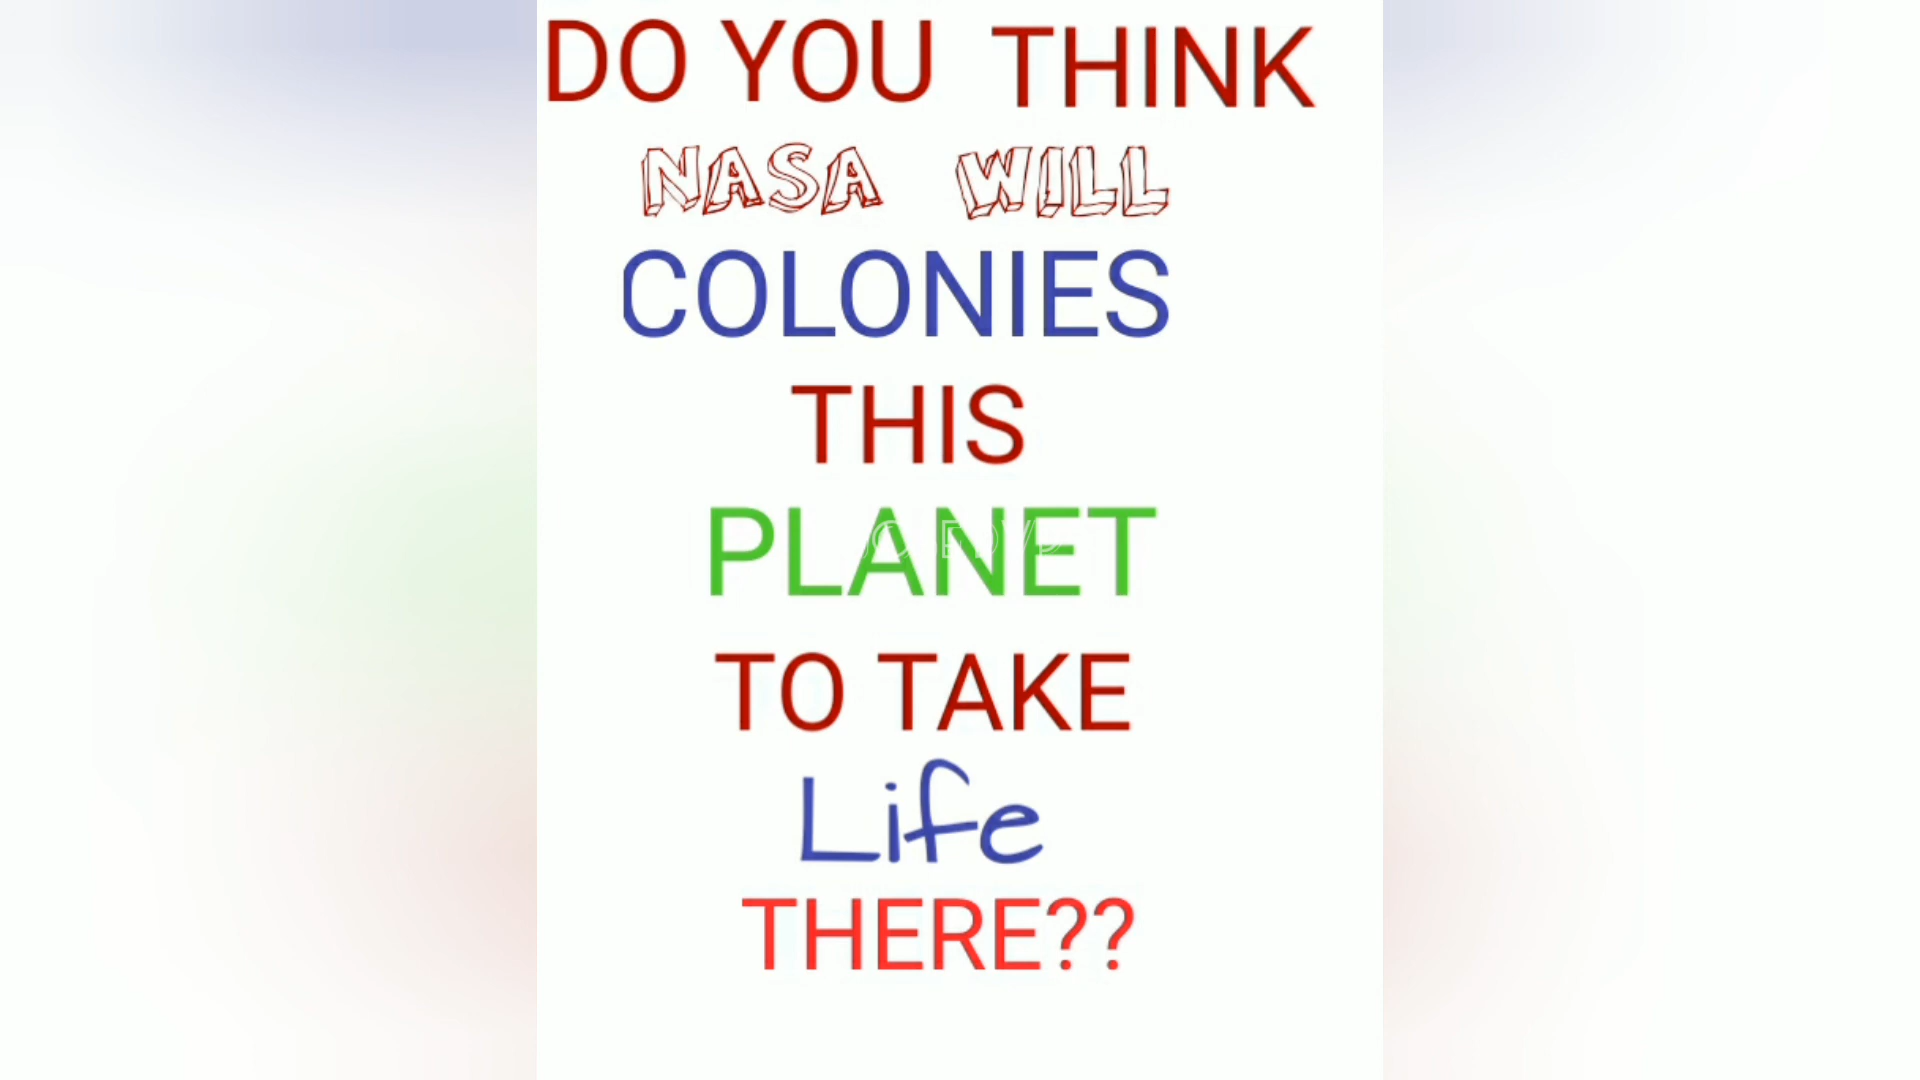 DO YOU THINK
NASA WILL
COLONIES
THIS
PLANET
TO TAKE
Life
THERE??